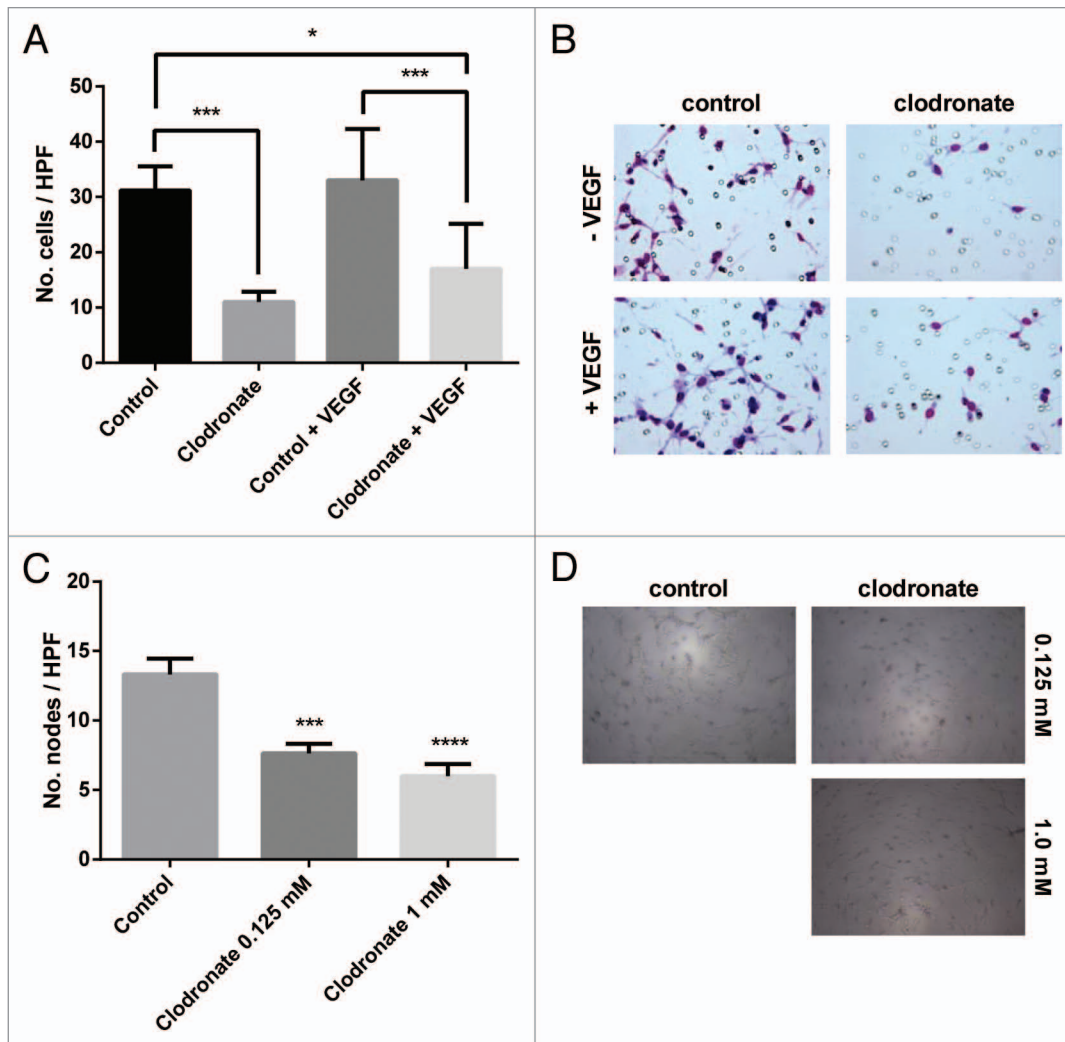 A
*
***
***
No. cells / HPF
50
40
30
20
10
0
Control
Clodronate
Control + VEGF
Clodronate + VEGF
B
control
clodronate
- VEGF
+ VEGF
C
No. nodes / HPF
20
15
10
5
0
***
****
Control
Clodronate 0.125 mM
Clodronate 1 mM
D
control
clodronate
0.125 mM
1.0 mM